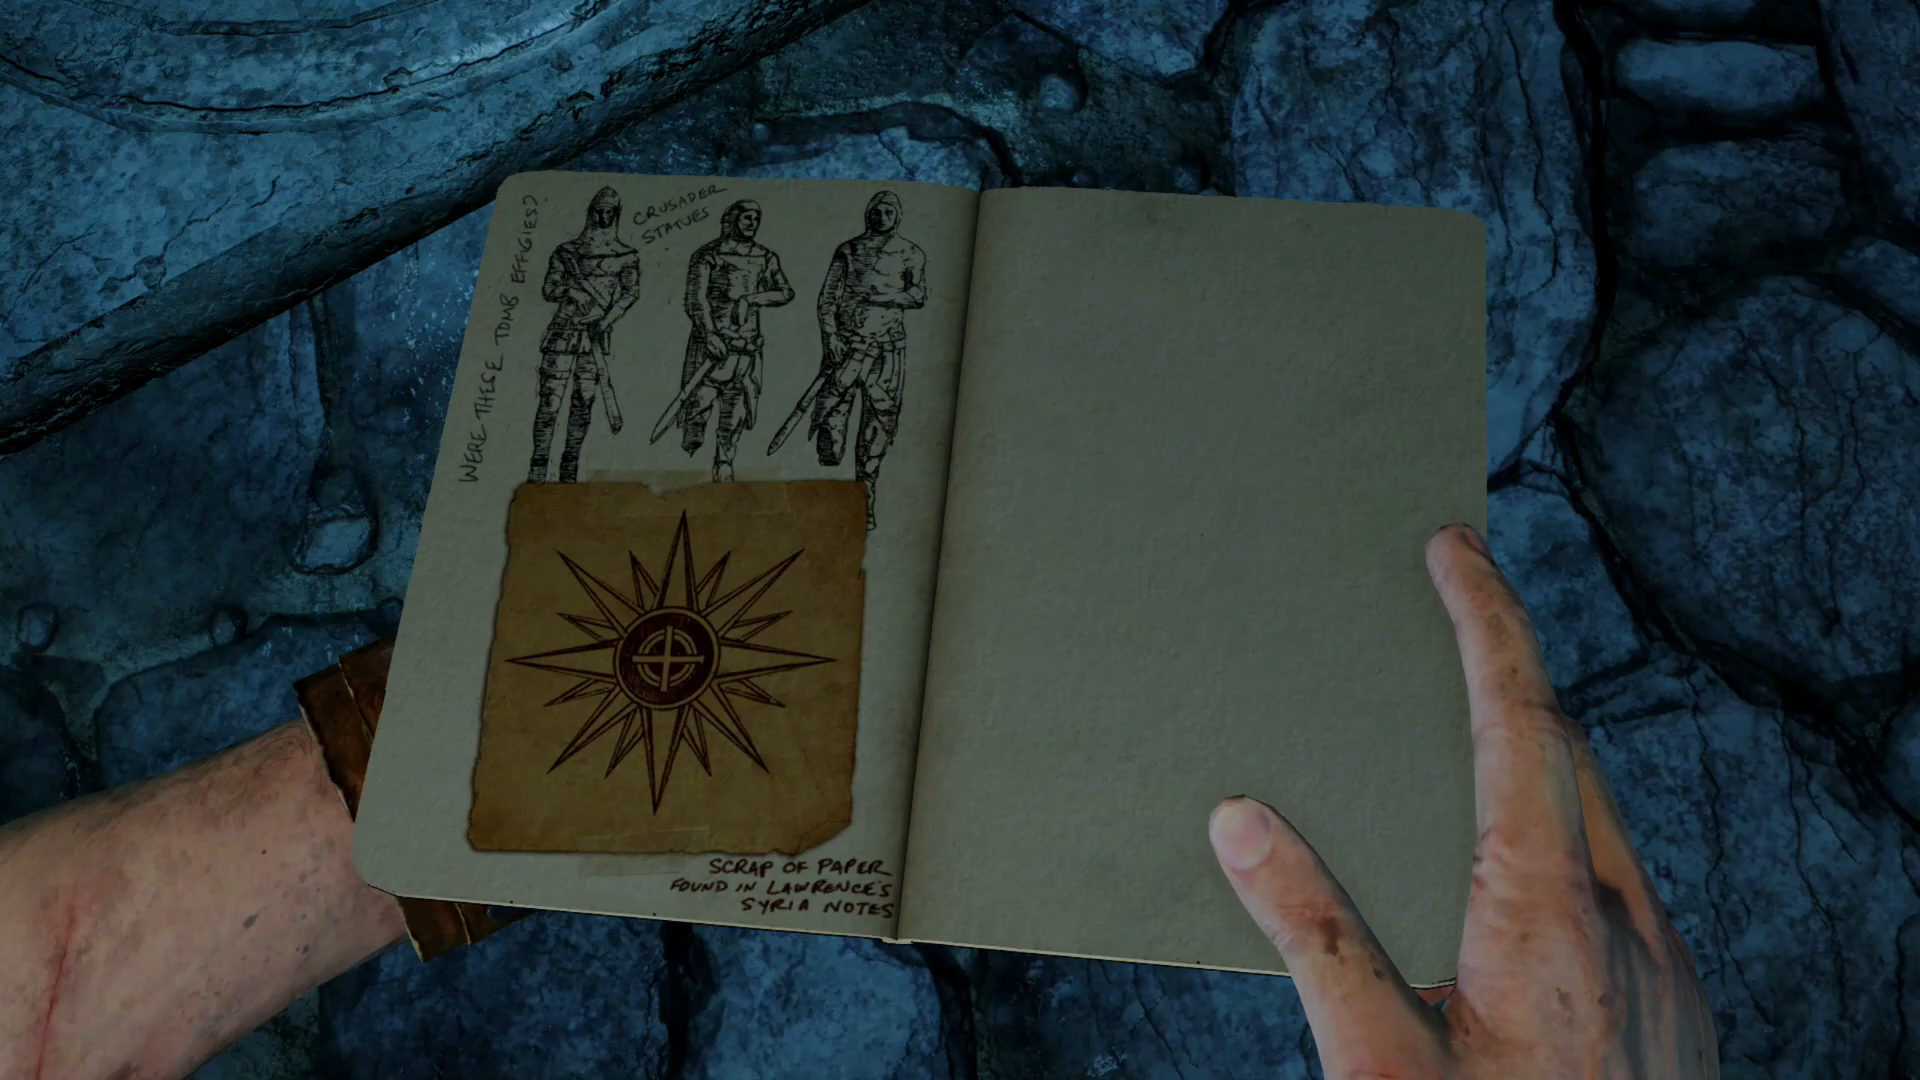 WERE THESE TOMB EFFIGIES?
CRUSADER
STATUES
SCRAP OF PAPER
FOUND IN LAWRENCE'S
SYRIA NOTES